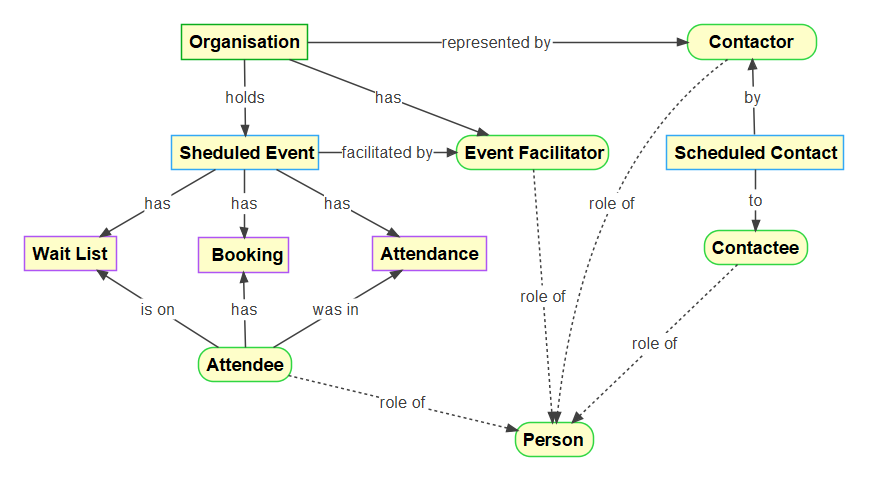 Organisation
represented by
Contactor
holds
has
by
Sheduled Event
facilitated by
Event Facilitator
Scheduled Contact
has
has
has
role of
to
Wait List
Booking
Attendance
Contactee
is on
has
was in
role of
role of
Attendee
role of
Person